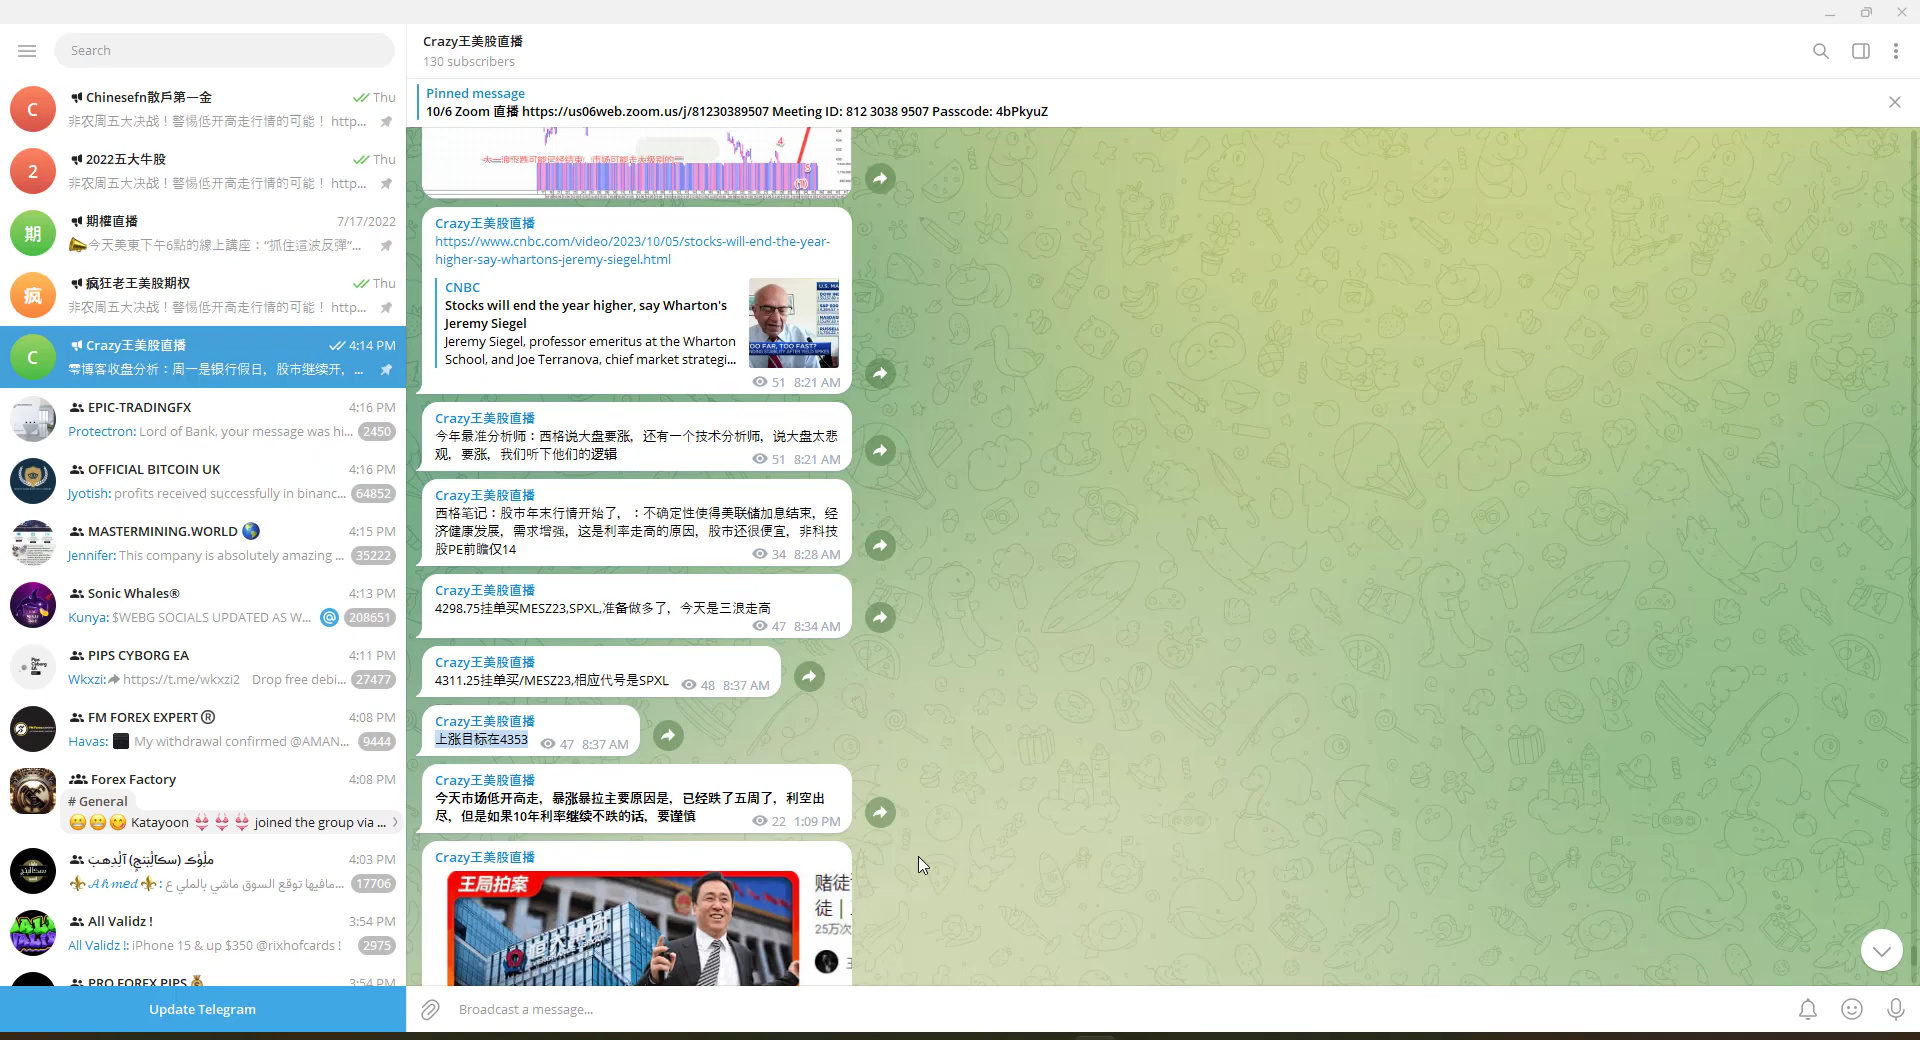 Search
C
Chinesefn散戶第一金
Thu
非农周五大决战！警惕低开高走行情的可能！ http...
2
2022五大牛股
Thu
非农周五大决战！警惕低开高走行情的可能！ http...
期
期權直播
7/17/2022
今天美東下午6點的線上講座：“抓住這波反彈”...
疯
疯狂老王美股期权
Thu
非农周五大决战！警惕低开高走行情的可能！ http...
C
Crazy王美股直播
4:14 PM
零博客收盘分析：周一是银行假日，股市继续开，...
EPIC-TRADINGFX
4:16 PM
Protectron: Lord of Bank, your message was hi...
2450
OFFICIAL BITCOIN UK
4:16 PM
Jyotish: profits received successfully in binanc...
64852
MASTERMINING.WORLD
4:15 PM
Jennifer: This company is absolutely amazing ...
35222
Sonic Whales®
4:13 PM
Kunya: $WEBG SOCIALS UPDATED AS W...
@
208651
PIPS CYBORG EA
4:11 PM
Wkxzi: https://t.me/wkxzi2 Drop free debi...
27477
FM FOREX EXPERT®
4:08 PM
Havas: My withdrawal confirmed @AMAN...
9444
Forex Factory
4:08 PM
# General
Katayoon joined the group via ...
4:03 PM
𝓐𝓱𝓶𝓮𝓭 : مافيها توقع السوق ماشي بالملي ع...
17706
All Validz !
3:54 PM
All Validz !: iPhone 15 & up $350 @rixhofcards !
2975
PRO FOREX PIPS
3:54 PM
Update Telegram
Crazy王美股直播
130 subscribers
Pinned message
10/6 Zoom 直播 https://us06web.zoom.us/j/81230389507 Meeting ID: 812 3038 9507 Passcode: 4bPkyuZ
Crazy王美股直播
https://www.cnbc.com/video/2023/10/05/stocks-will-end-the-year-
higher-say-whartons-jeremy-siegel.html
CNBC
Stocks will end the year higher, say Wharton's
Jeremy Siegel
Jeremy Siegel, professor emeritus at the Wharton
School, and Joe Terranova, chief market strategi...
51 8:21 AM
Crazy王美股直播
今年最准分析师：西格说大盘要涨，还有一个技术分析师，说大盘太悲
观，要涨，我们听下他们的逻辑
51 8:21 AM
Crazy王美股直播
西格笔记：股市年末行情开始了，：不确定性使得美联储加息结束，经
济健康发展，需求增强，这是利率走高的原因，股市还很便宜，非科技
股PE前瞻仅14
34 8:28 AM
Crazy王美股直播
4298.75挂单买MESZ23,SPXL,准备做多了，今天是三浪走高
47 8:34 AM
Crazy王美股直播
4311.25挂单买/MESZ23,相应代号是SPXL
48 8:37 AM
Crazy王美股直播
上涨目标在4353
47 8:37 AM
Crazy王美股直播
今天市场低开高走，暴涨暴拉主要原因是，已经跌了五周了，利空出
尽，但是如果10年利率继续不跌的话，要谨慎
22 1:09 PM
Crazy王美股直播
王局拍案
恒大集团
赌徒
徒 |
25万次
Broadcast a message...